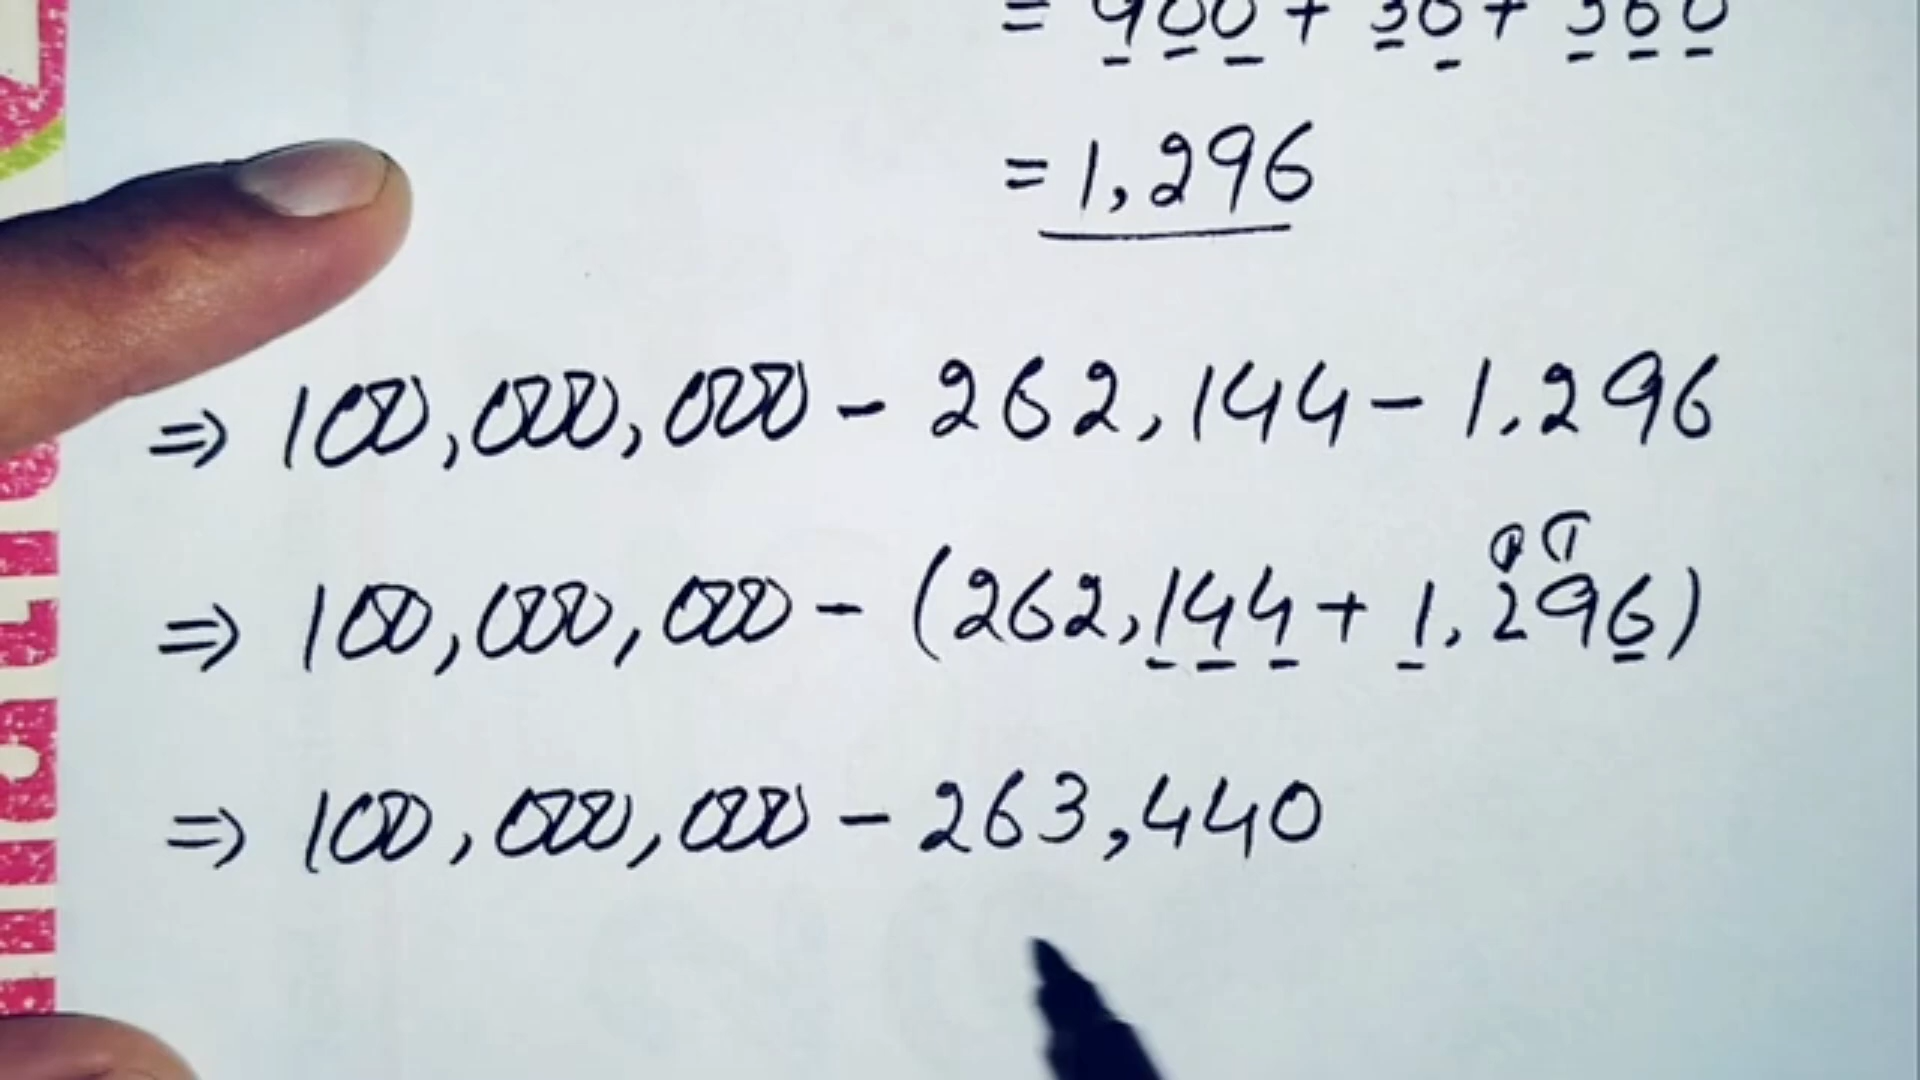 = 900 + 36 + 360
= 1,296
⇒ 100,000,000 - 262,144 - 1.296
⇒ 100,000,000 - (262,144 + 1.296)
⇒ 100,000,000 - 263,440